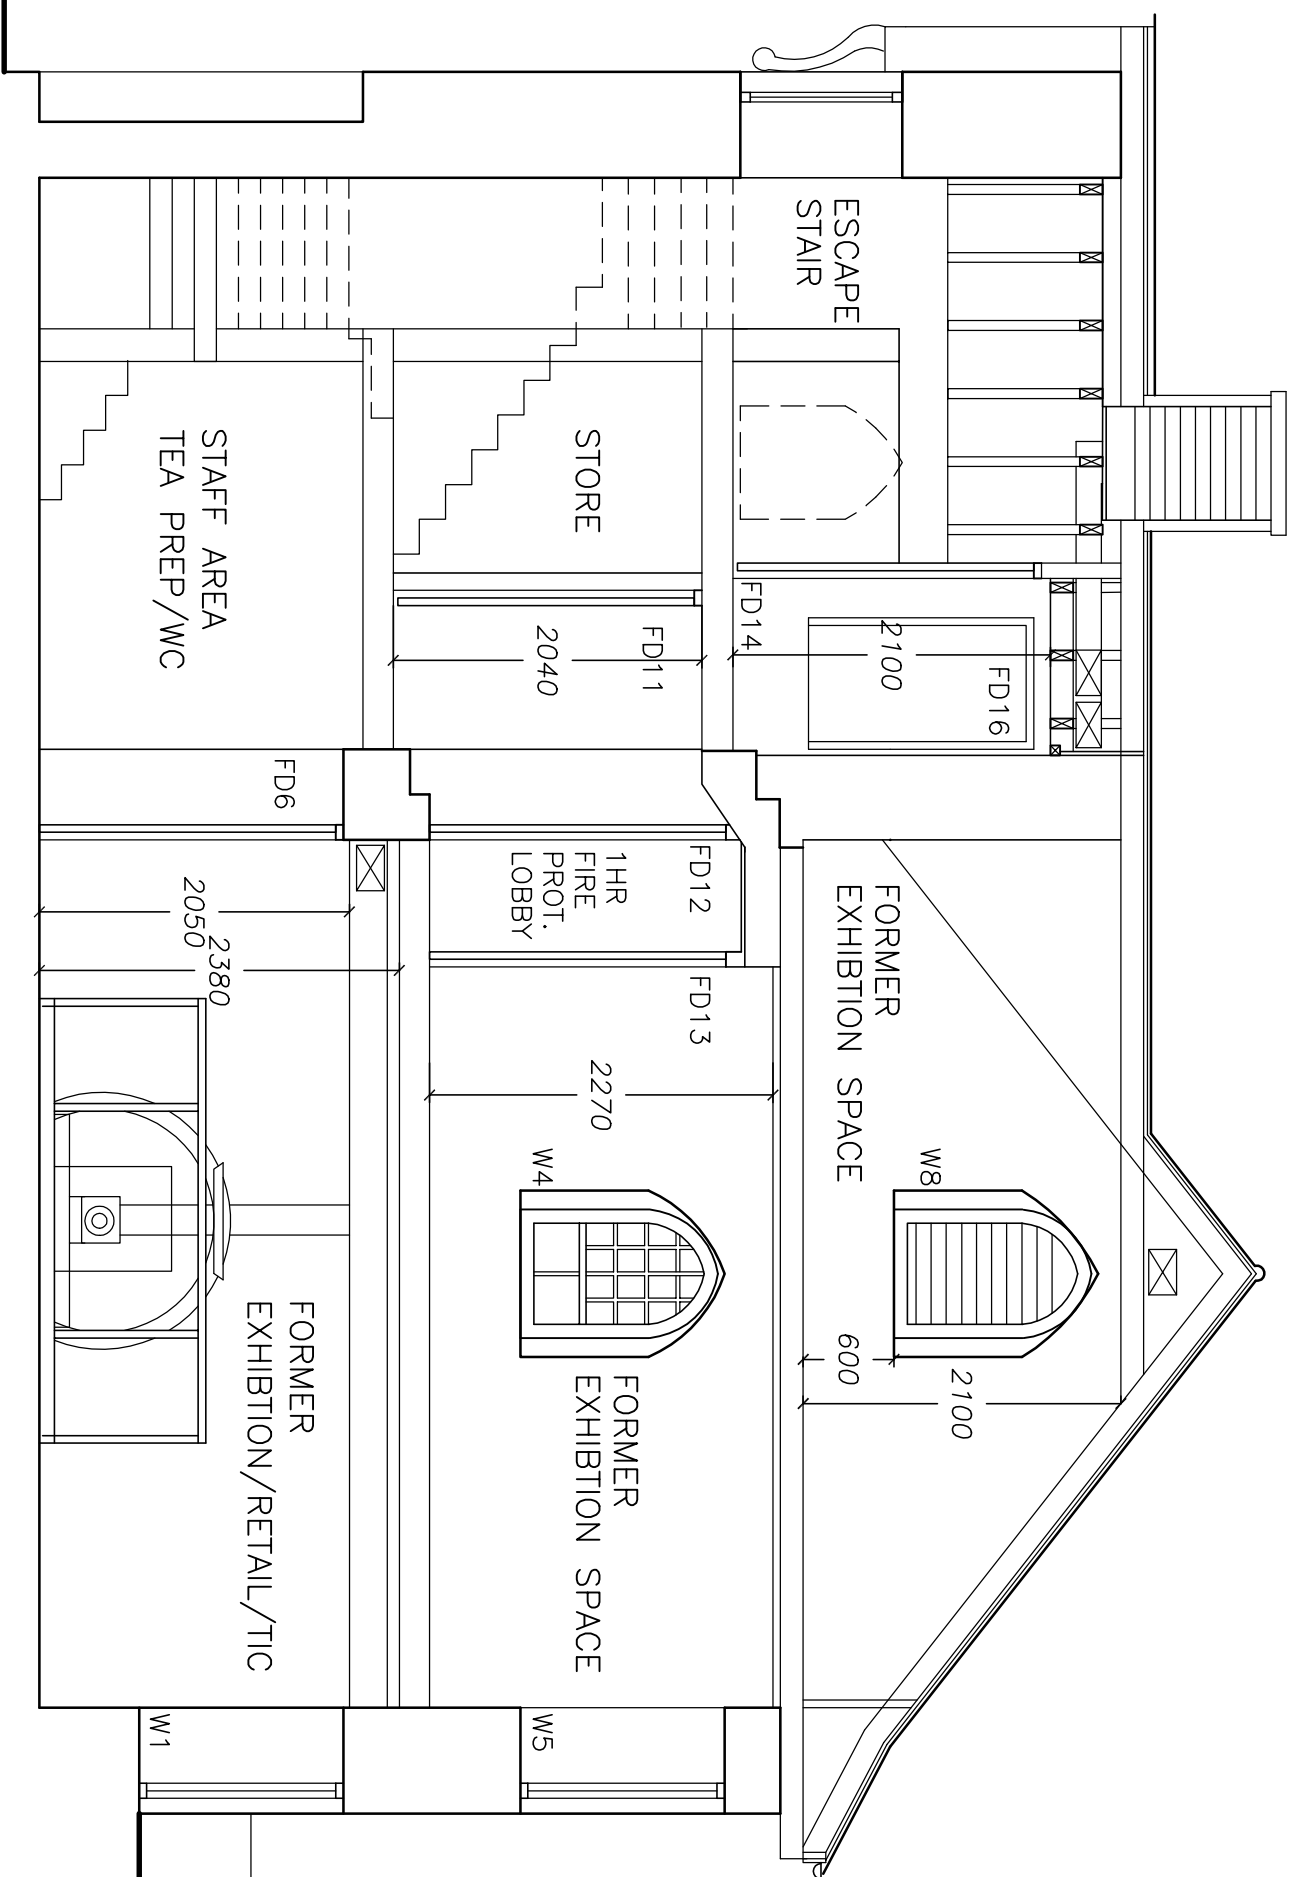 ESCAPE
STAIR
FD16
2100
FD14
FORMER
EXHIBTION SPACE
W8
600
2100
STORE
FD11
2040
FD12
1HR
FIRE
PROT.
LOBBY
FD13
2270
W4
FORMER
EXHIBTION SPACE
W5
STAFF AREA
TEA PREP/WC
FD6
2050
2380
FORMER
EXHIBTION/RETAIL/TIC
W1